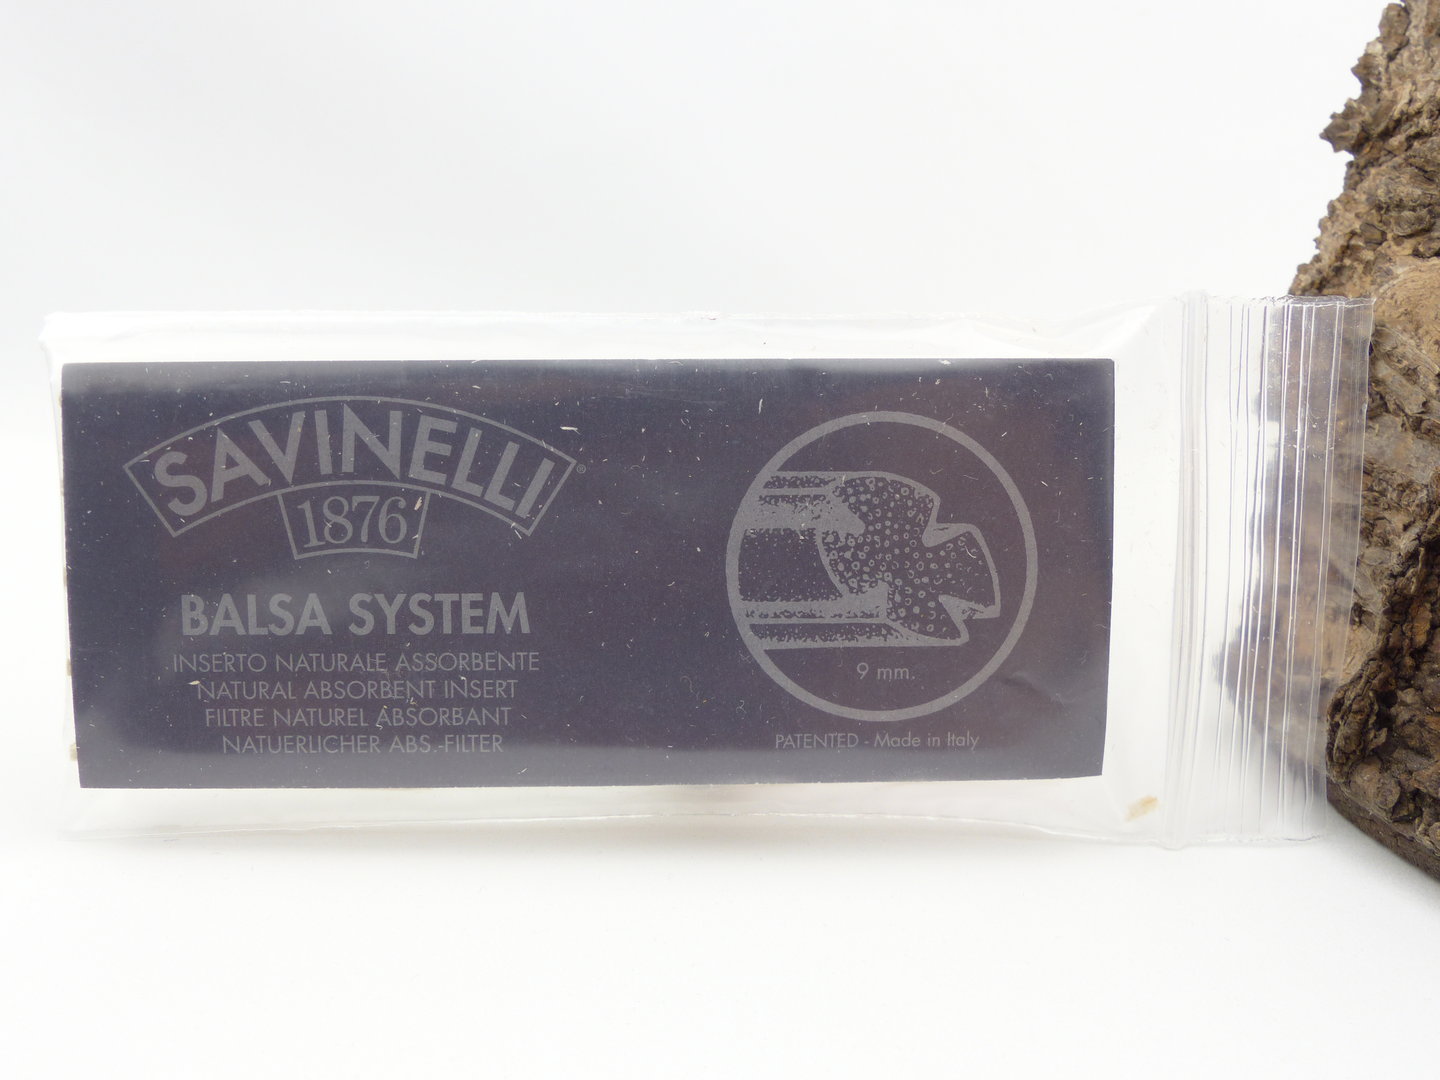 SAVINELLI®
1876
BALSA SYSTEM
INSERTO NATURALE ASSORBENTE
NATURAL ABSORBENT INSERT
FILTRE NATUREL ABSORBANT
NATUERLICHER ABS.-FILTER
9 mm.
PATENTED - Made in Italy